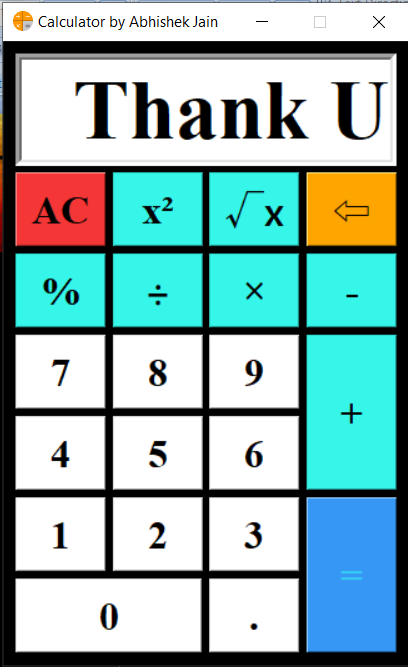 Calculator by Abhishek Jain
Thank U
AC x² √x ⇦
% ÷ × -
7 8 9 +
4 5 6
1 2 3 =
0 .